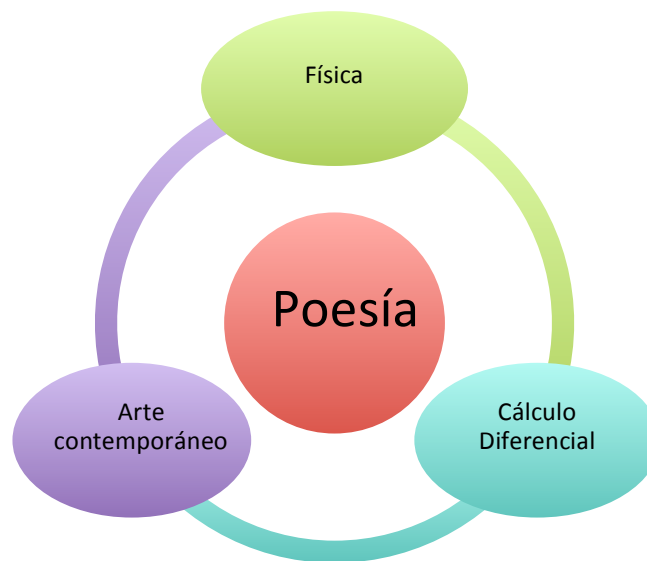 Física
Poesía
Arte
contemporáneo
Cálculo
Diferencial